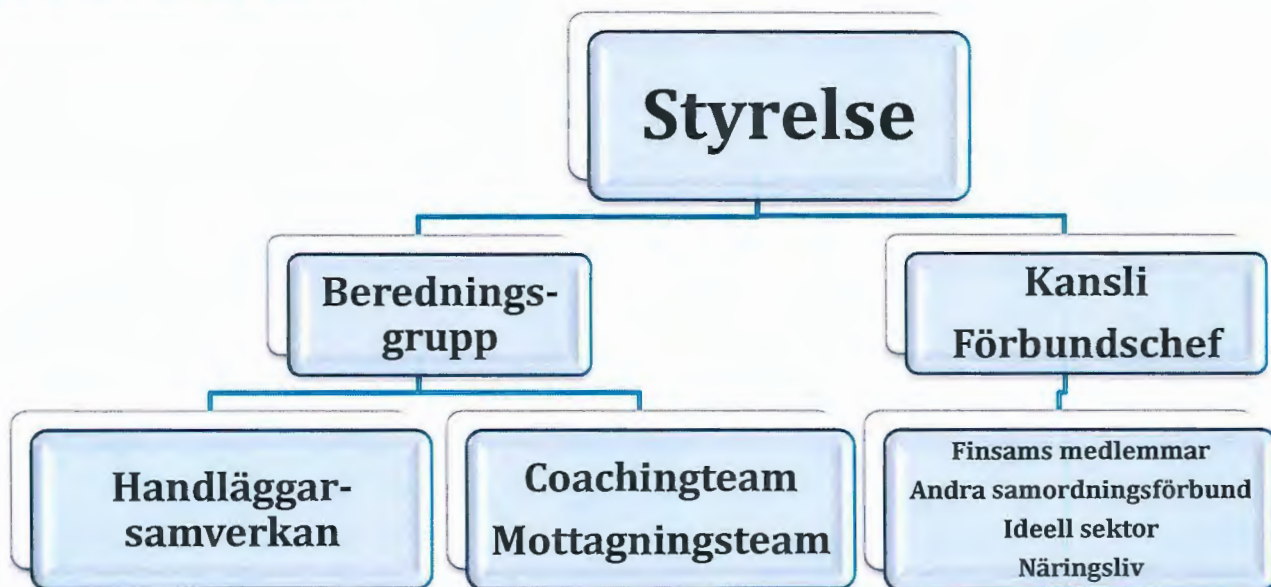 Styrelse
Berednings-
grupp
Kansli
Förbundschef
Handläggar-
samverkan
Coachingteam
Mottagningsteam
Finsams medlemmar
Andra samordningsförbund
Ideell sektor
Näringsliv